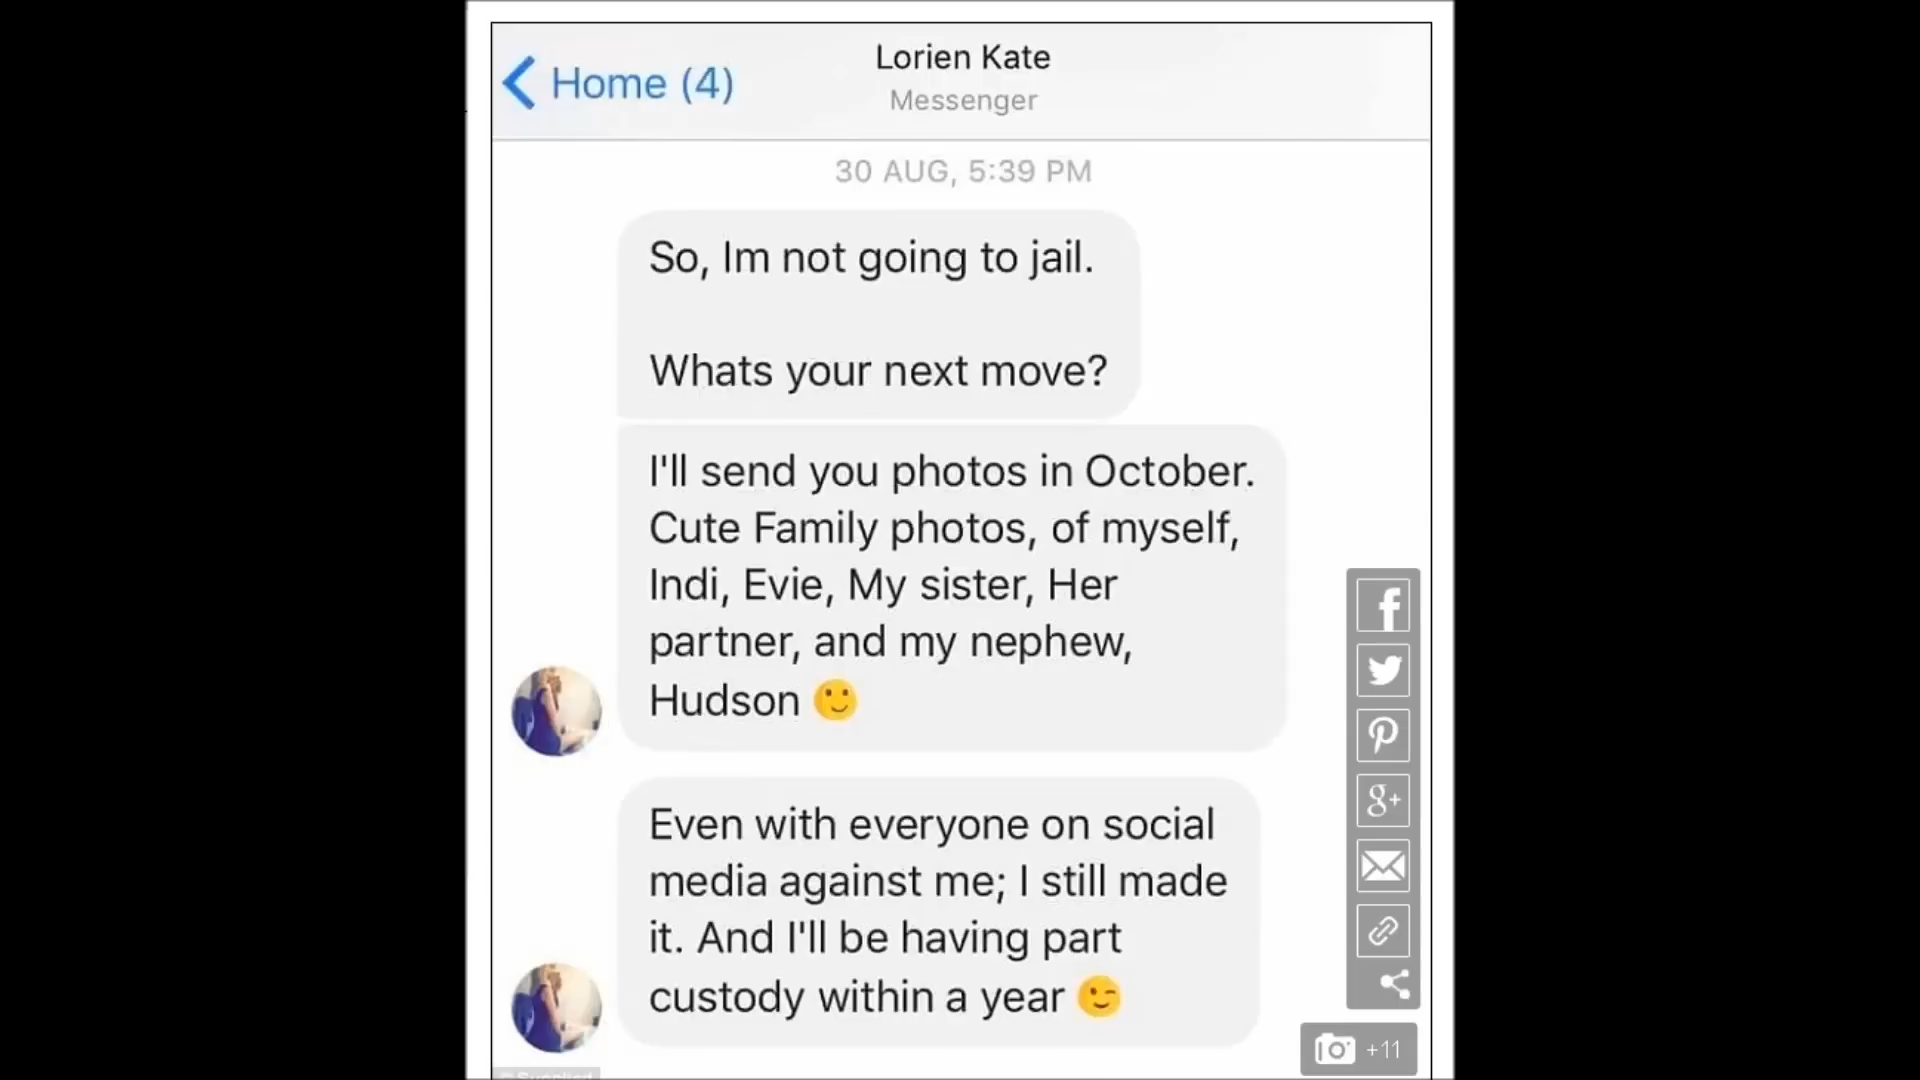 Home (4)
Lorien Kate
Messenger
30 AUG, 5:39 PM
So, Im not going to jail.
Whats your next move?
I'll send you photos in October.
Cute Family photos, of myself,
Indi, Evie, My sister, Her
partner, and my nephew,
Hudson 🙂
Even with everyone on social
media against me; I still made
it. And I'll be having part
custody within a year 😉
+11